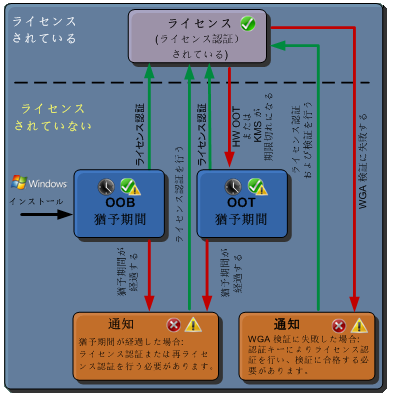 ライセンス
されている
ライセンス
(ライセンス認証)
されている)
ライセンス
されていない
ライセンス認証
ライセンス認証を行う
ライセンス認証
HW OOT
または
KMS が
期限切れになる
ライセンス認証
および検証を行う
WGA 検証に失敗する
Windows
インストール
OOB
猶予期間
OOT
猶予期間
猶予期間が
経過する
猶予期間が
経過する
通知
猶予期間が経過した場合:
ライセンス認証または再ライセ
ンス認証を行う必要があります。
通知
WGA 検証に失敗した場合:
認証キーによりライセンス認証
を行い、検証に合格する必
要があります。